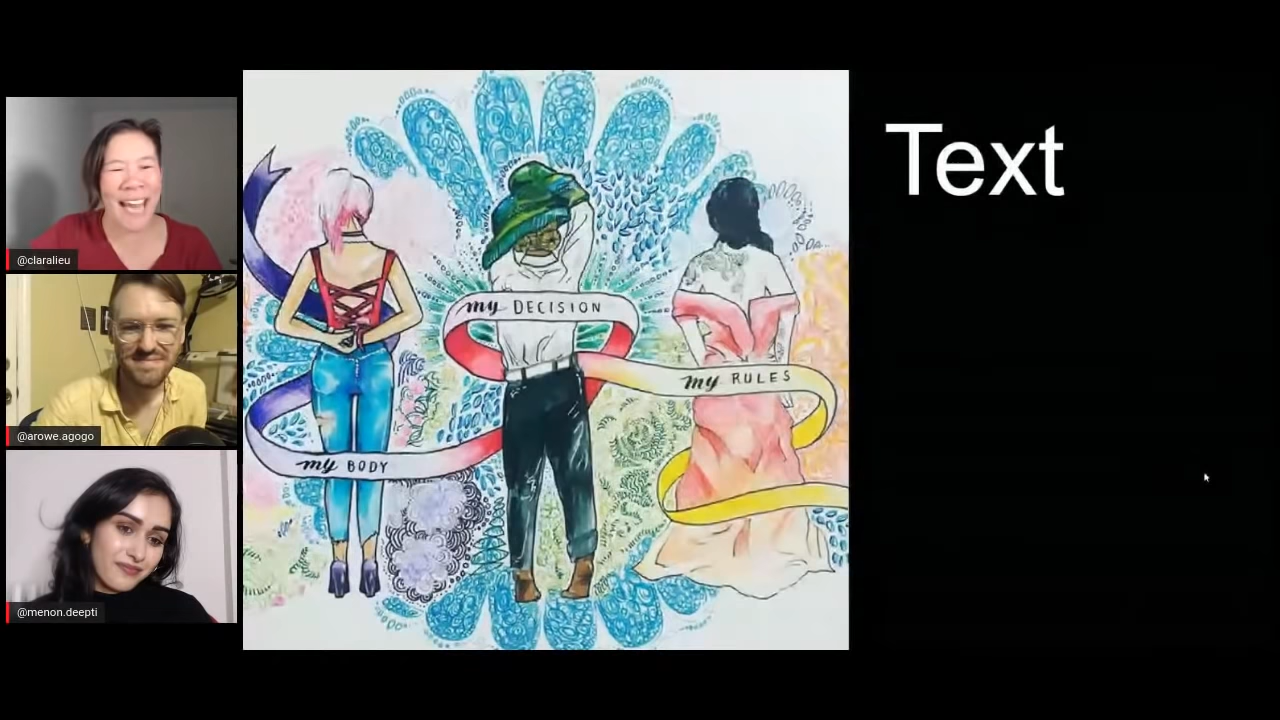 @claralieu
@arowe.agogo
@menon.deepti
my DECISION
my RULES
my BODY
Text